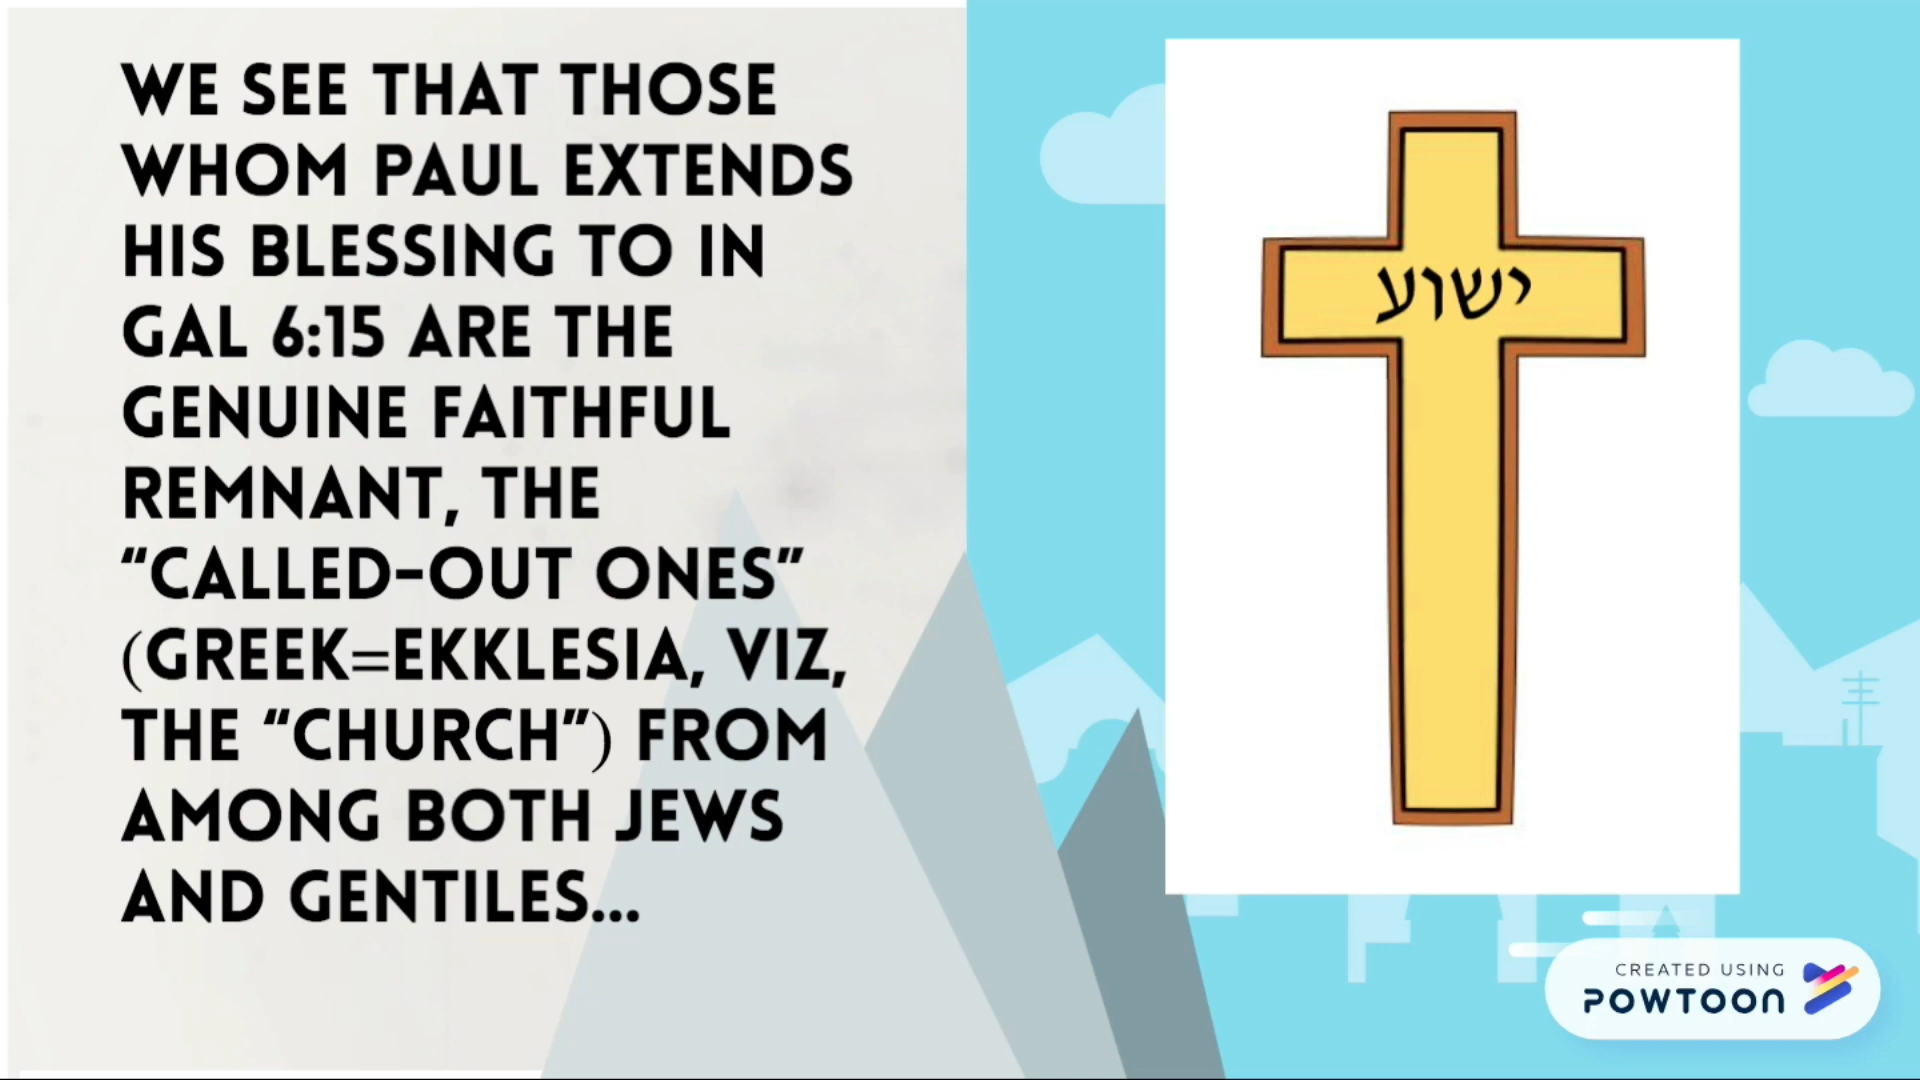 WE SEE THAT THOSE
WHOM PAUL EXTENDS
HIS BLESSING TO IN
GAL 6:15 ARE THE
GENUINE FAITHFUL
REMNANT, THE
“CALLED-OUT ONES”
(GREEK=EKKLESIA, VIZ,
THE “CHURCH”) FROM
AMONG BOTH JEWS
AND GENTILES...
ישוע
CREATED USING
POWTOON